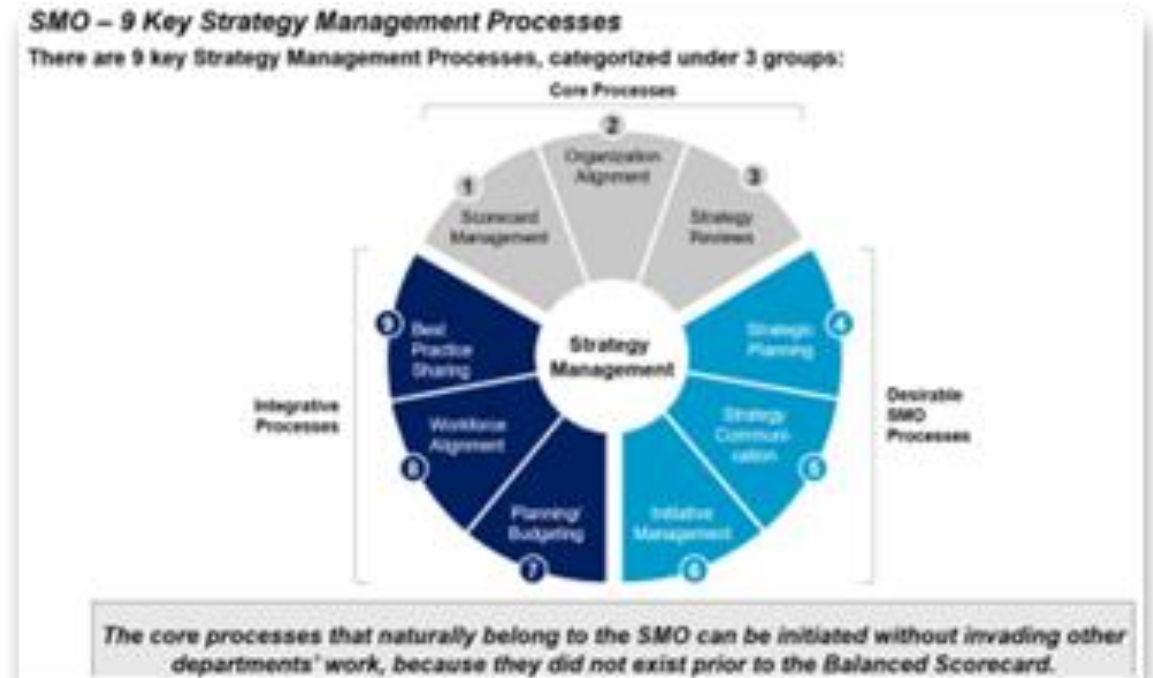 SMO – 9 Key Strategy Management Processes
There are 9 key Strategy Management Processes, categorized under 3 groups:
Core Processes
1
Scorecard
Management
2
Organization
Alignment
3
Strategy
Reviews
4
Strategic
Planning
5
Strategy
Communi-
cation
6
Initiative
Management
7
Planning/
Budgeting
8
Workforce
Alignment
9
Best
Practice
Sharing
Strategy
Management
Integrative
Processes
Desirable
SMO
Processes
The core processes that naturally belong to the SMO can be initiated without invading other
departments' work, because they did not exist prior to the Balanced Scorecard.